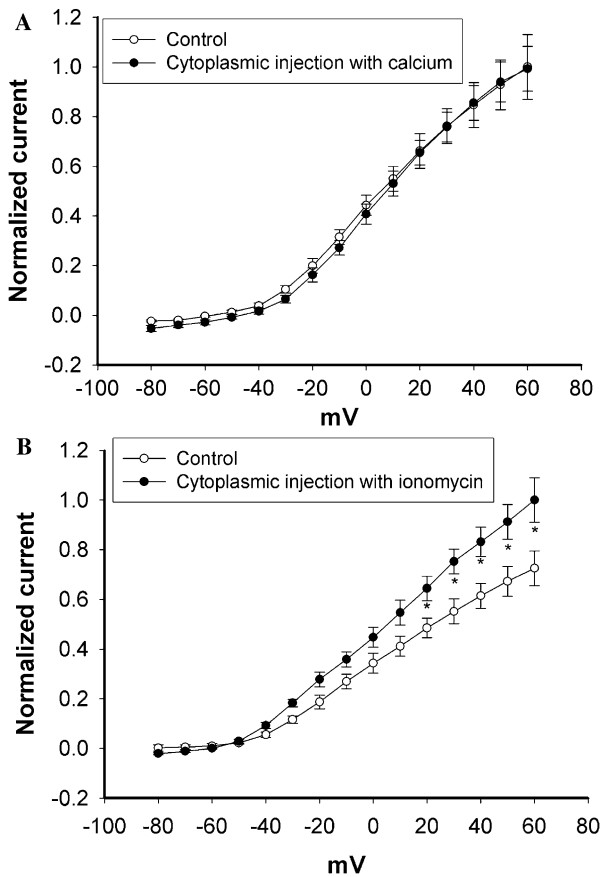 A
Control
Cytoplasmic injection with calcium
Normalized current
1.2
1.0
0.8
0.6
0.4
0.2
0.0
-0.2
-100 -80 -60 -40 -20 0 20 40 60 80
mV
B
Control
Cytoplasmic injection with ionomycin
Normalized current
1.2
1.0
0.8
0.6
0.4
0.2
0.0
-0.2
* * * * *
-100 -80 -60 -40 -20 0 20 40 60 80
mV